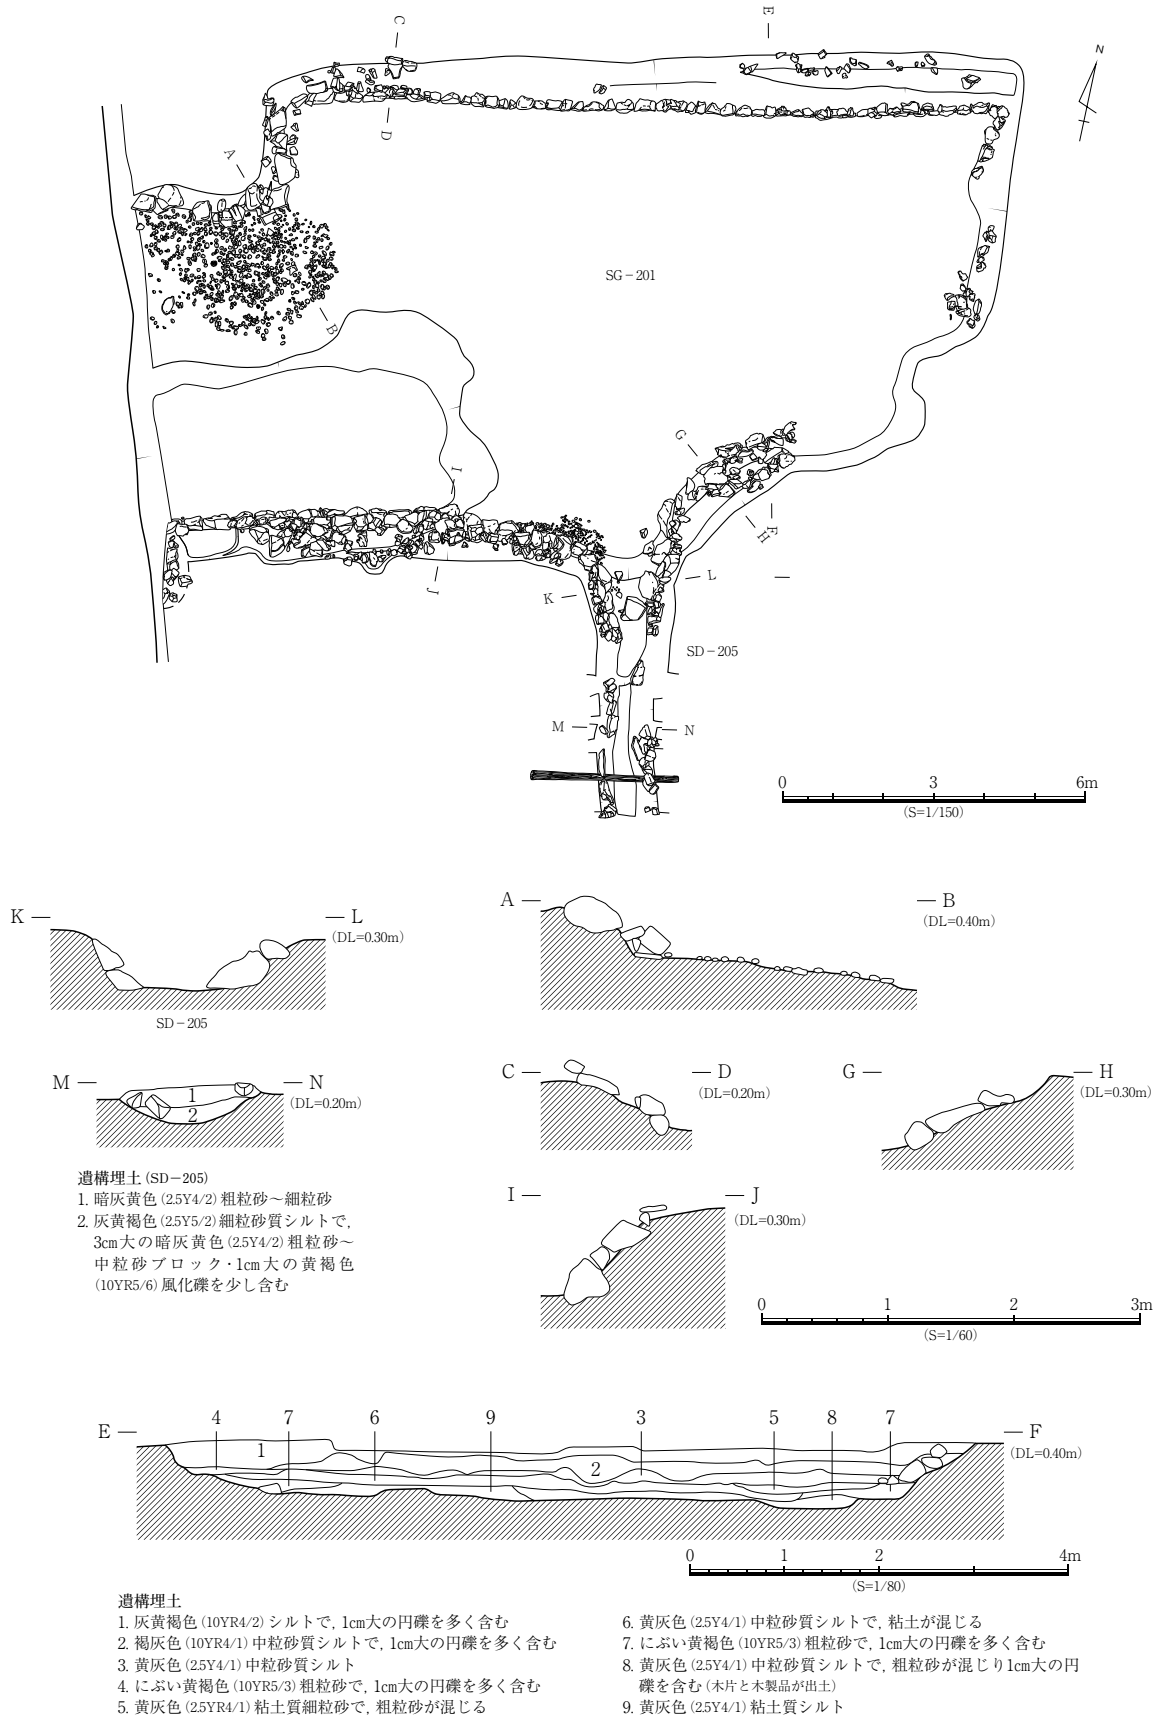 C
E
N
D
A
SG−201
B
G
I
F
H
J
K
L
SD−205
M
N
0 3 6m
(S=1/150)
K L
(DL=0.30m)
SD−205
A B
(DL=0.40m)
M N
(DL=0.20m)
1
2
C D
(DL=0.20m)
G H
(DL=0.30m)
I J
(DL=0.30m)
遺構埋土(SD−205)
1. 暗灰黄色(2.5Y4/2)粗粒砂～細粒砂
2. 灰黄褐色(2.5Y5/2)細粒砂質シルトで,
3㎝大の暗灰黄色(2.5Y4/2)粗粒砂～
中粒砂ブロック・1㎝大の黄褐色
(10YR5/6)風化礫を少し含む
0 1 2 3m
(S=1/60)
4 7 6 9 3 5 8 7
E F
(DL=0.40m)
1
2
0 1 2 4m
(S=1/80)
遺構埋土
1. 灰黄褐色(10YR4/2)シルトで, 1㎝大の円礫を多く含む
2. 褐灰色(10YR4/1)中粒砂質シルトで, 1㎝大の円礫を多く含む
3. 黄灰色(2.5Y4/1)中粒砂質シルト
4. にぶい黄褐色(10YR5/3)粗粒砂で, 1㎝大の円礫を多く含む
5. 黄灰色(2.5YR4/1)粘土質細粒砂で, 粗粒砂が混じる
6. 黄灰色(2.5Y4/1)中粒砂質シルトで, 粘土が混じる
7. にぶい黄褐色(10YR5/3)粗粒砂で, 1㎝大の円礫を多く含む
8. 黄灰色(2.5Y4/1)中粒砂質シルトで, 粗粒砂が混じり1㎝大の円
礫を含む(木片と木製品が出土)
9. 黄灰色(2.5Y4/1)粘土質シルト